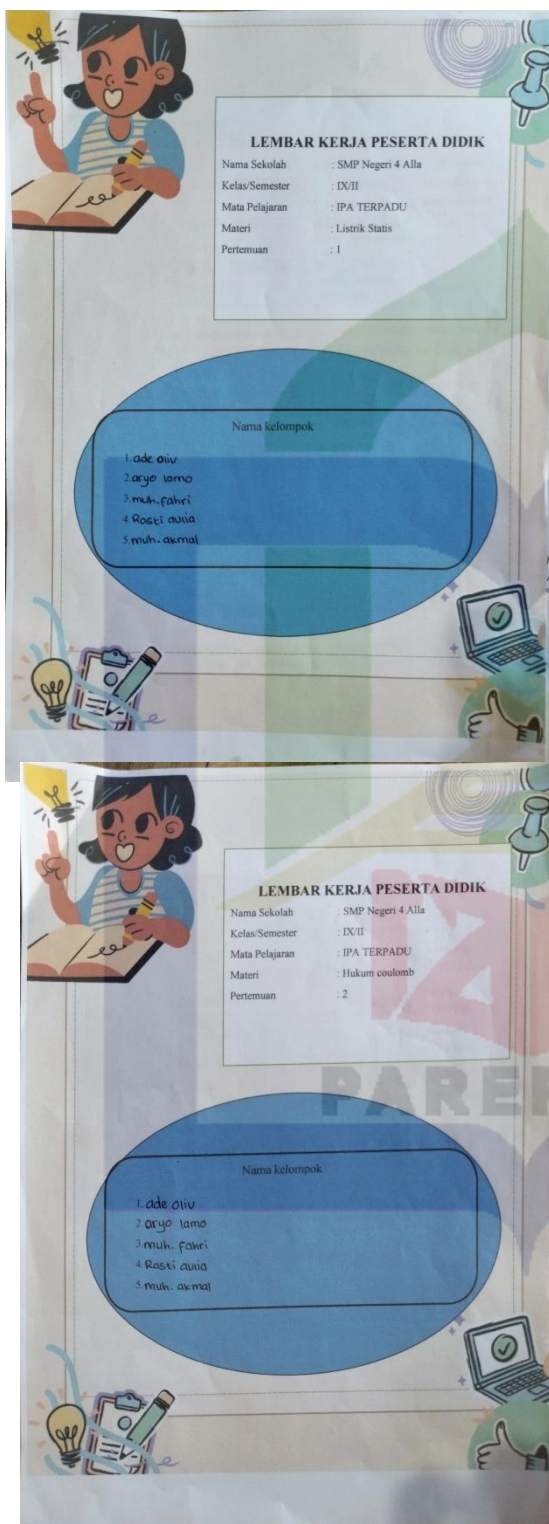 LEMBAR KERJA PESERTA DIDIK
Nama Sekolah : SMP Negeri 4 Alla
Kelas/Semester : IX/II
Mata Pelajaran : IPA TERPADU
Materi : Listrik Statis
Pertemuan : 1
Nama kelompok
1. ade oliv
2. aryo lamo
3. muh. fahri
4. Rasti aulia
5. muh. akmal
LEMBAR KERJA PESERTA DIDIK
Nama Sekolah : SMP Negeri 4 Alla
Kelas/Semester : IX/II
Mata Pelajaran : IPA TERPADU
Materi : Hukum coulomb
Pertemuan : 2
PAREP
Nama kelompok
1. ade oliv
2. aryo lamo
3. muh. fahri
4. Rasti aulia
5. muh. akmal